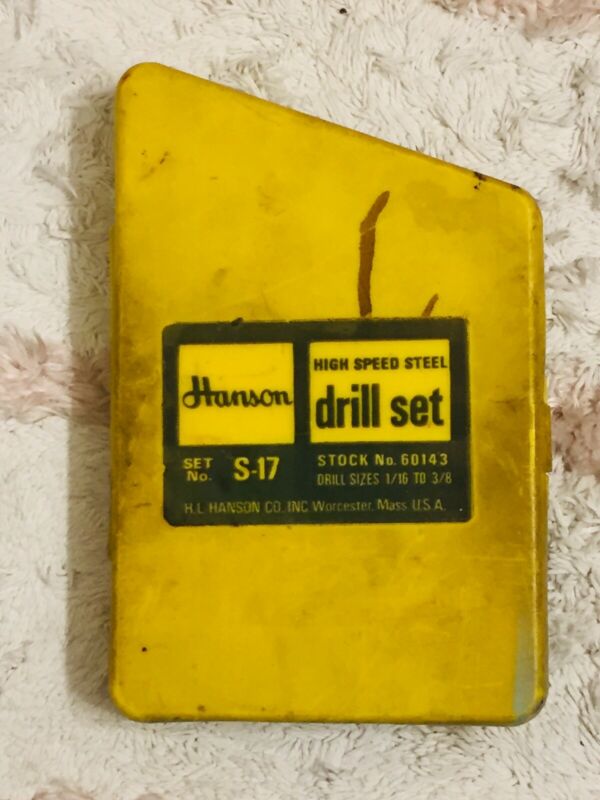 Hanson
HIGH SPEED STEEL
drill set
SET No. S-17
STOCK No. 60143
DRILL SIZES 1/16 TO 3/8
H.L. HANSON CO. INC Worcester, Mass U.S.A.